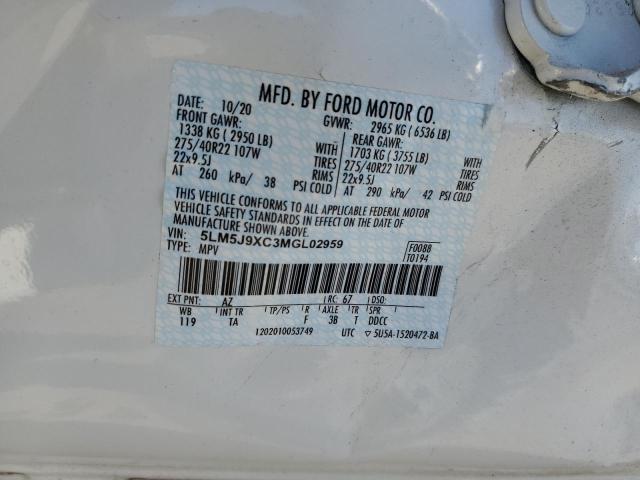 MFD. BY FORD MOTOR CO.
DATE: 10/20 GVWR: 2965 KG ( 6536 LB)
FRONT GAWR: REAR GAWR:
1338 KG ( 2950 LB) WITH 1703 KG ( 3755 LB) WITH
275/40R22 107W TIRES 275/40R22 107W TIRES
22x9.5J RIMS 22x9.5J RIMS
AT 260 kPa/ 38 PSI COLD AT 290 kPa/ 42 PSI COLD
THIS VEHICLE CONFORMS TO ALL APPLICABLE FEDERAL MOTOR
VEHICLE SAFETY STANDARDS IN EFFECT ON THE DATE OF
MANUFACTURE SHOWN ABOVE.
VIN: 5LM5J9XC3MGL02959 F0088
TYPE: MPV T0194
EXT PNT: AZ RC: 67 DSO:
WB INT TR TP/PS R AXLE TR SPR
119 TA F 3B T DDCC
1202010053749 UTC ▽ 5U5A-1520472-BA